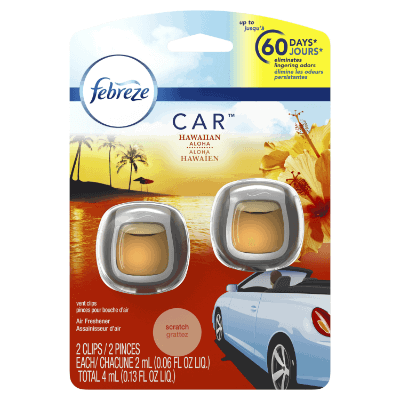 up to
jusqu'à
60 DAYS*
JOURS*
eliminates
lingering odors
élimine les odeurs
persistantes
febreze
CAR™
HAWAIIAN
ALOHA
ALOHA
HAWAÏEN
vent clips
pinces pour bouche d'air
Air Freshener
Assainisseur d'air
scratch
grattez
2 CLIPS / 2 PINCES
EACH/ CHACUNE 2 mL (0.06 FL OZ LIQ.)
TOTAL 4 mL (0.13 FL OZ LIQ.)